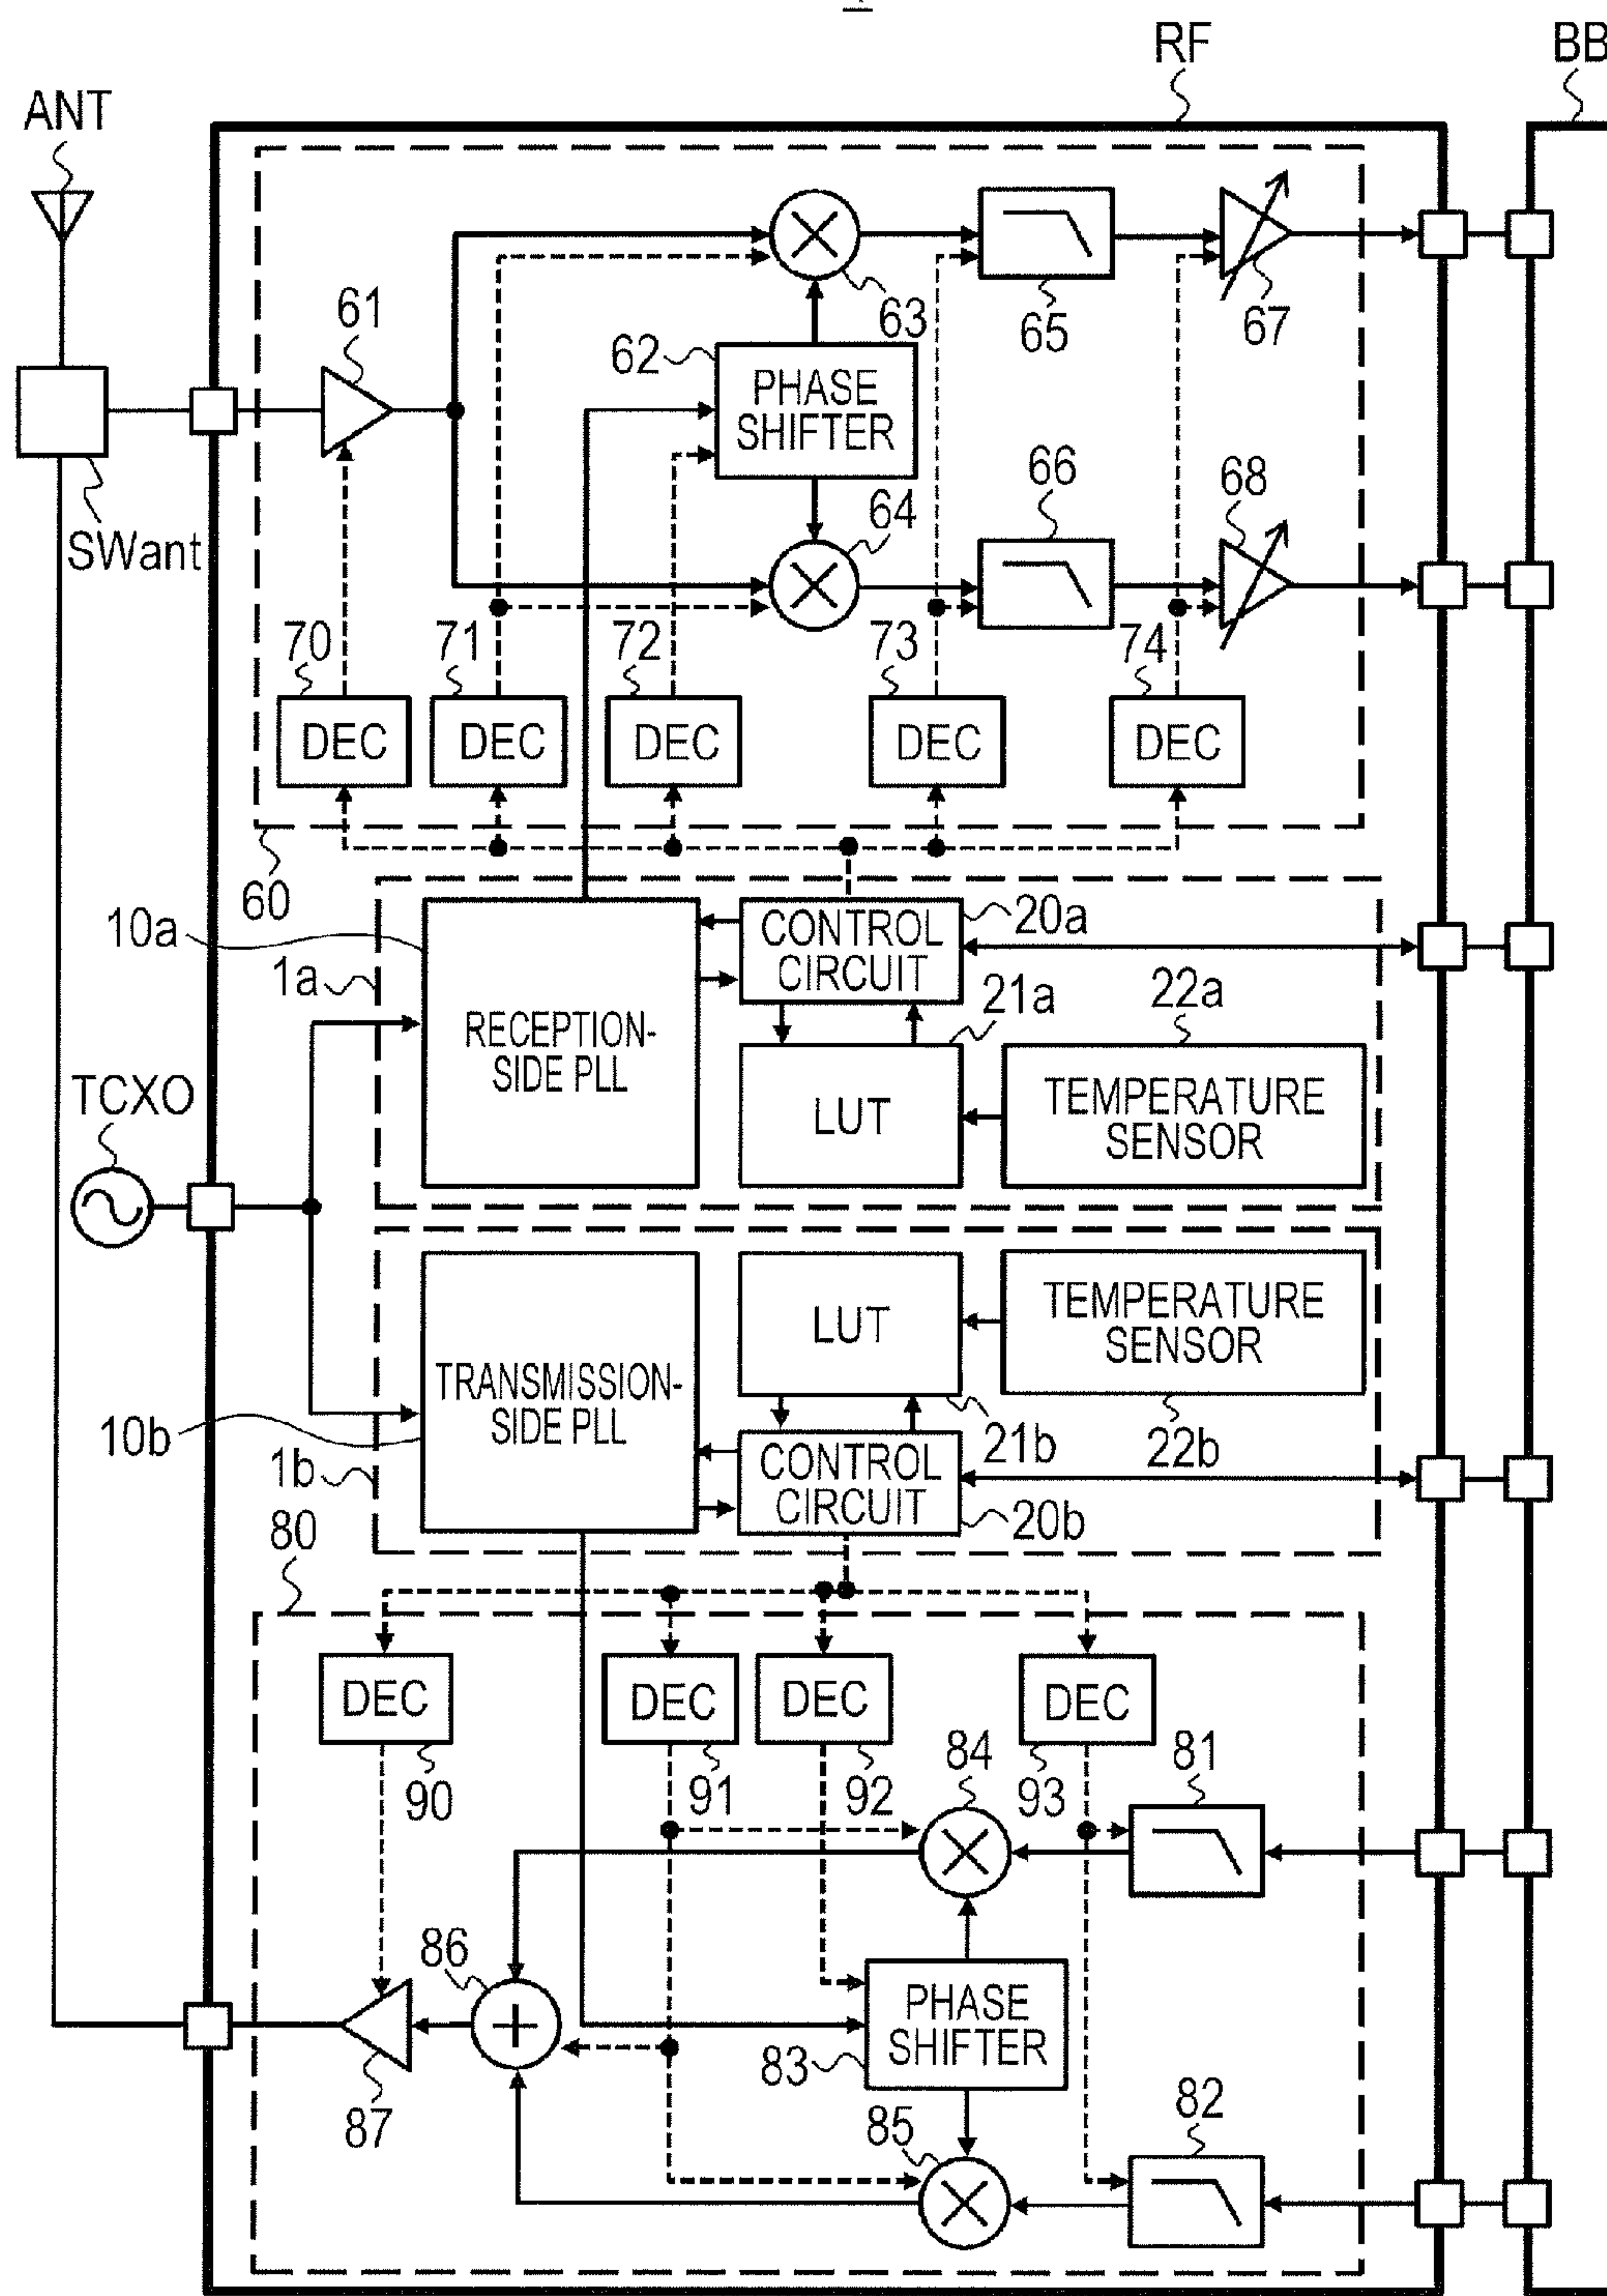 RF
BB
ANT
61
63
65
67
62
PHASE
SHIFTER
64
66
68
SWant
70
71
72
73
74
DEC
DEC
DEC
DEC
DEC
60
10a
1a
CONTROL
CIRCUIT
20a
21a
22a
RECEPTION-
SIDE PLL
LUT
TEMPERATURE
SENSOR
TCXO
LUT
TEMPERATURE
SENSOR
TRANSMISSION-
SIDE PLL
10b
1b
CONTROL
CIRCUIT
21b
22b
20b
80
DEC
DEC
DEC
DEC
90
91
92
84
93
81
86
PHASE
SHIFTER
83
87
85
82